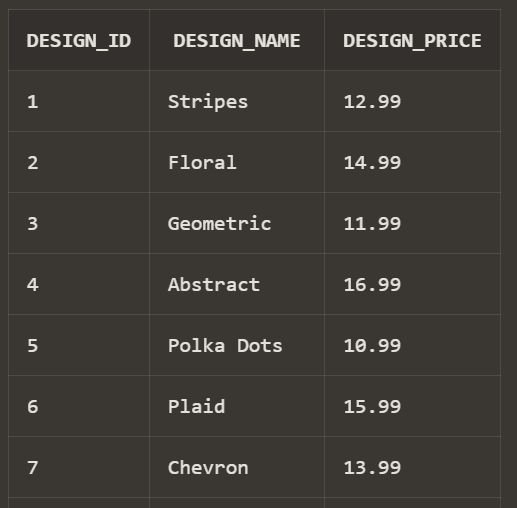 DESIGN_ID DESIGN_NAME DESIGN_PRICE
1 Stripes 12.99
2 Floral 14.99
3 Geometric 11.99
4 Abstract 16.99
5 Polka Dots 10.99
6 Plaid 15.99
7 Chevron 13.99